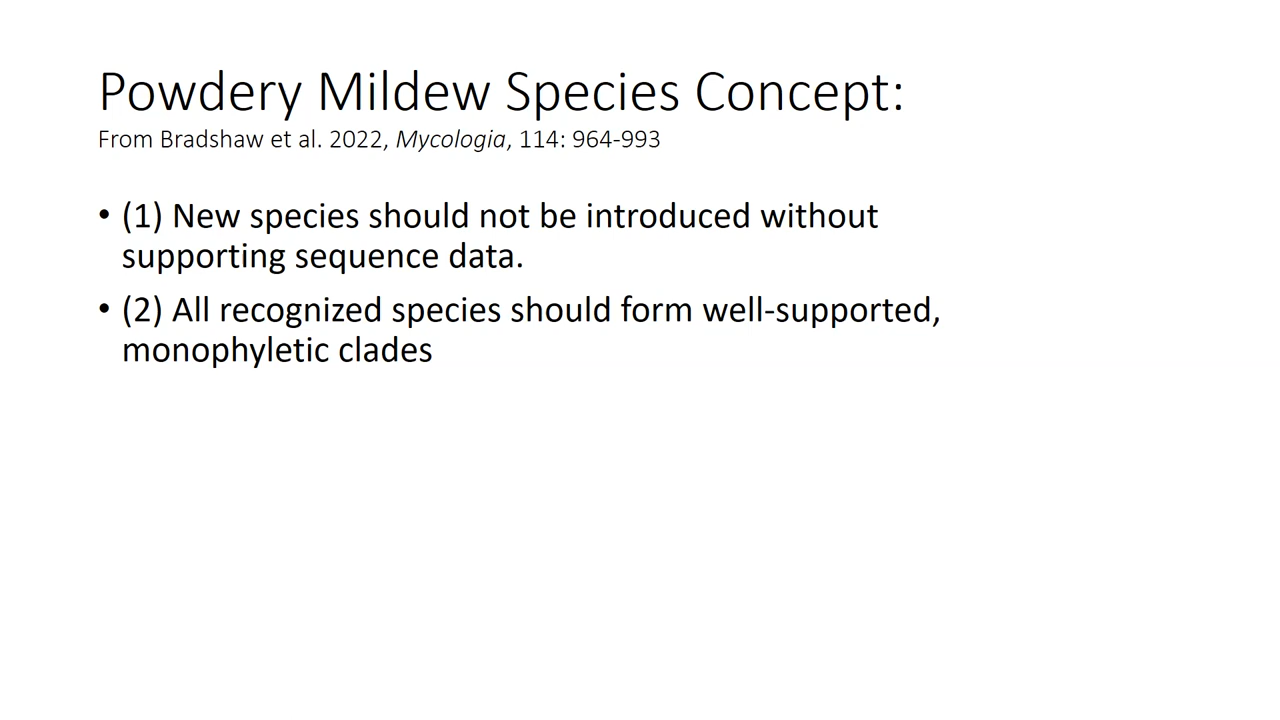 Powdery Mildew Species Concept:
From Bradshaw et al. 2022, Mycologia, 114: 964-993
• (1) New species should not be introduced without
supporting sequence data.
• (2) All recognized species should form well-supported,
monophyletic clades